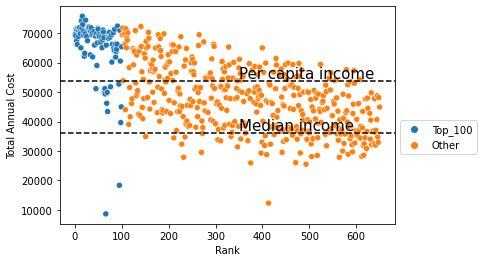 70000
60000
50000
40000
30000
20000
10000
Total Annual Cost
Per capita income
Median income
0
100
200
300
400
500
600
Rank
Top_100
Other